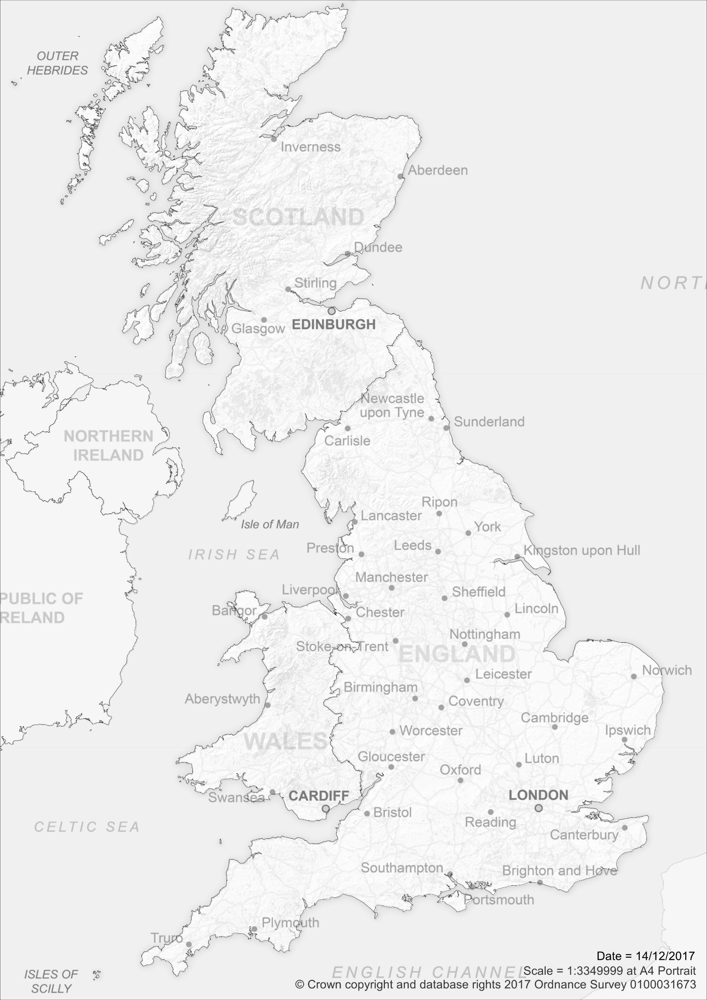 OUTER
HEBRIDES
Inverness
Aberdeen
SCOTLAND
Dundee
Stirling
NORT
EDINBURGH
Glasgow
Newcastle
upon Tyne
Sunderland
Carlisle
NORTHERN
IRELAND
Ripon
Lancaster
Isle of Man
York
Leeds
Preston
Kingston upon Hull
IRISH SEA
Manchester
Liverpool
Sheffield
PUBLIC OF
RELAND
Bangor
Chester
Lincoln
Nottingham
Stoke-on-Trent
ENGLAND
Norwich
Leicester
Birmingham
Aberystwyth
Coventry
Cambridge
Worcester
Ipswich
WALES
Gloucester
Luton
Oxford
CARDIFF
LONDON
Swansea
Bristol
Reading
CELTIC SEA
Canterbury
Southampton
Brighton and Hove
Portsmouth
Plymouth
Truro
Date = 14/12/2017
ISLES OF
SCILLY
ENGLISH CHANNEL
Scale = 1:3349999 at A4 Portrait
© Crown copyright and database rights 2017 Ordnance Survey 0100031673